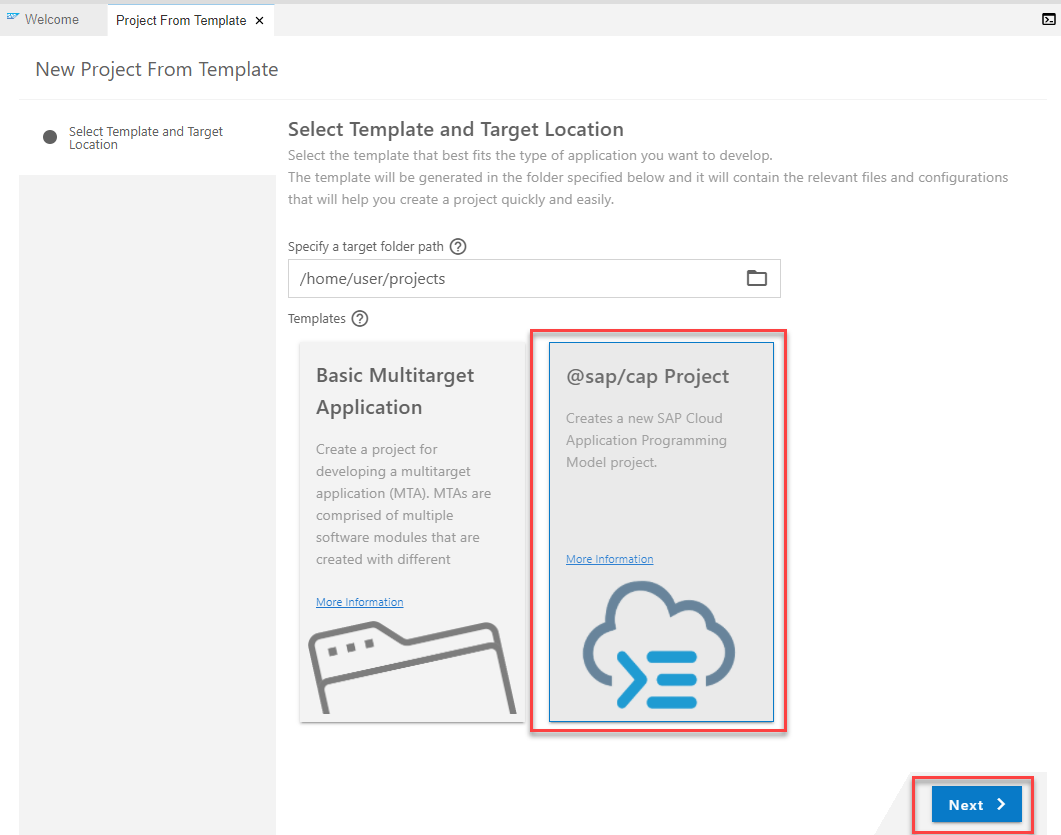 SAP Welcome
Project From Template ×
New Project From Template
Select Template and Target
Location
Select Template and Target Location
Select the template that best fits the type of application you want to develop.
The template will be generated in the folder specified below and it will contain the relevant files and configurations
that will help you create a project quickly and easily.
Specify a target folder path ?
/home/user/projects
Templates ?
Basic Multitarget
Application
Create a project for
developing a multitarget
application (MTA). MTAs are
comprised of multiple
software modules that are
created with different
More Information
@sap/cap Project
Creates a new SAP Cloud
Application Programming
Model project.
More Information
Next